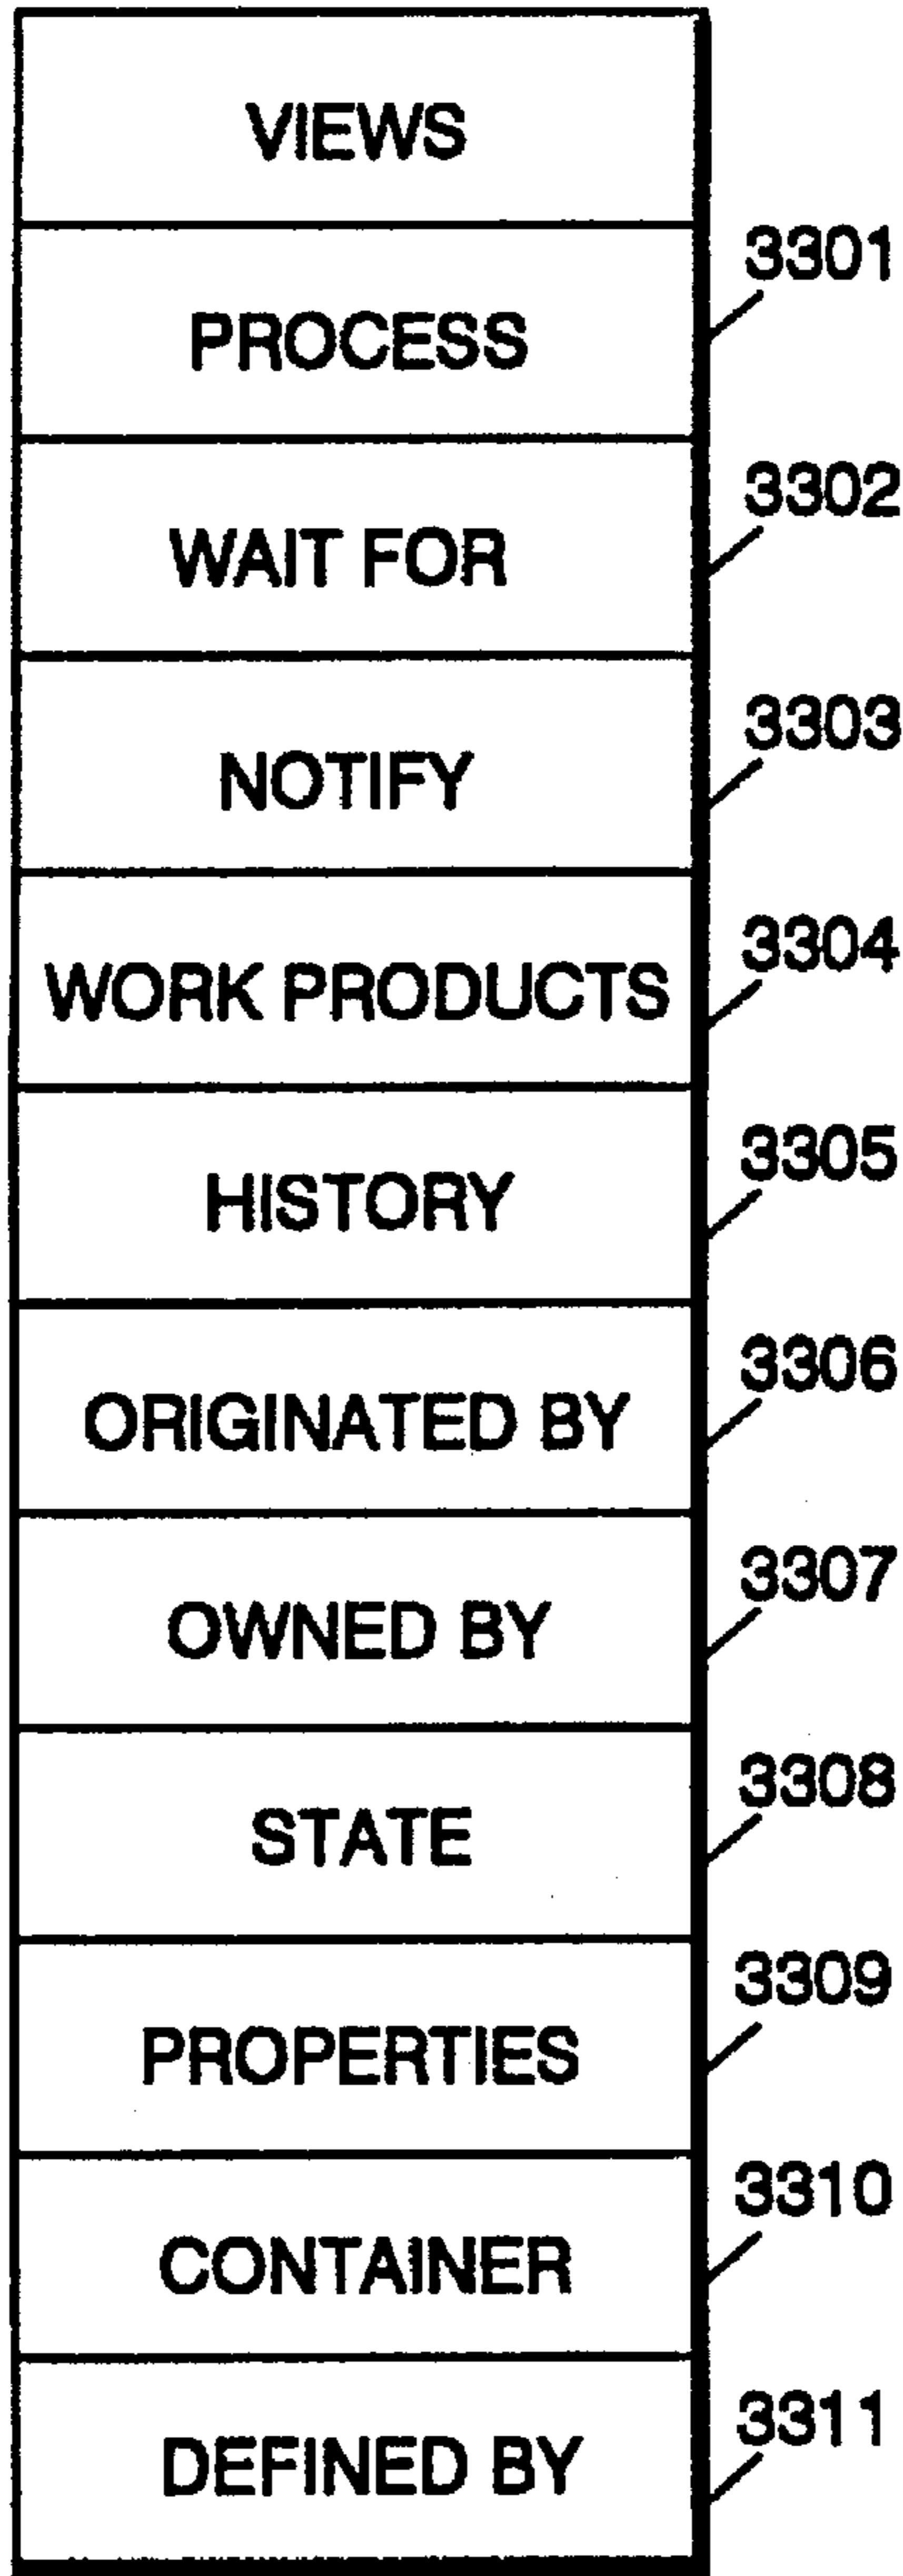 VIEWS
3301
PROCESS
3302
WAIT FOR
3303
NOTIFY
3304
WORK PRODUCTS
3305
HISTORY
3306
ORIGINATED BY
3307
OWNED BY
3308
STATE
3309
PROPERTIES
3310
CONTAINER
3311
DEFINED BY